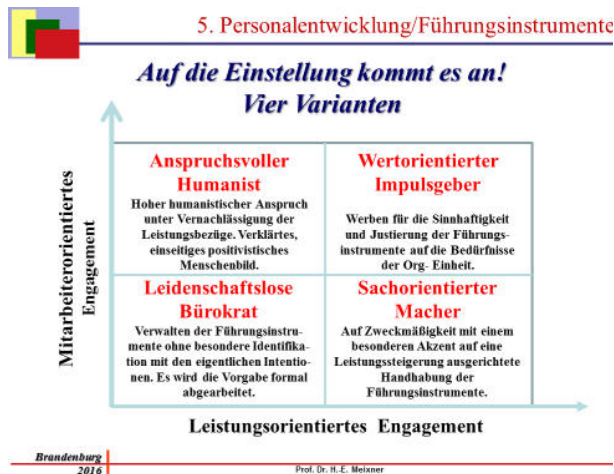 5. Personalentwicklung/Führungsinstrumente
Auf die Einstellung kommt es an!
Vier Varianten
Mitarbeiterorientiertes
Engagement
Anspruchsvoller
Humanist
Hoher humanistischer Anspruch
unter Vernachlässigung der
Leistungsbezüge. Verklärtes,
einseitiges positivistisches
Menschenbild.
Wertorientierter
Impulsgeber
Werben für die Sinnhaftigkeit
und Justierung der Führungs-
instrumente auf die Bedürfnisse
der Org- Einheit.
Leidenschaftslose
Bürokrat
Verwalten der Führungsinstru-
mente ohne besondere Identifika-
tion mit den eigentlichen Intentio-
nen. Es wird die Vorgabe formal
abgearbeitet.
Sachorientierter
Macher
Auf Zweckmäßigkeit mit einem
besonderen Akzent auf eine
Leistungssteigerung ausgerichtete
Handhabung der
Führungsinstrumente.
Leistungsorientiertes Engagement
Brandenburg
2016
Prof. Dr. H.-E. Meixner